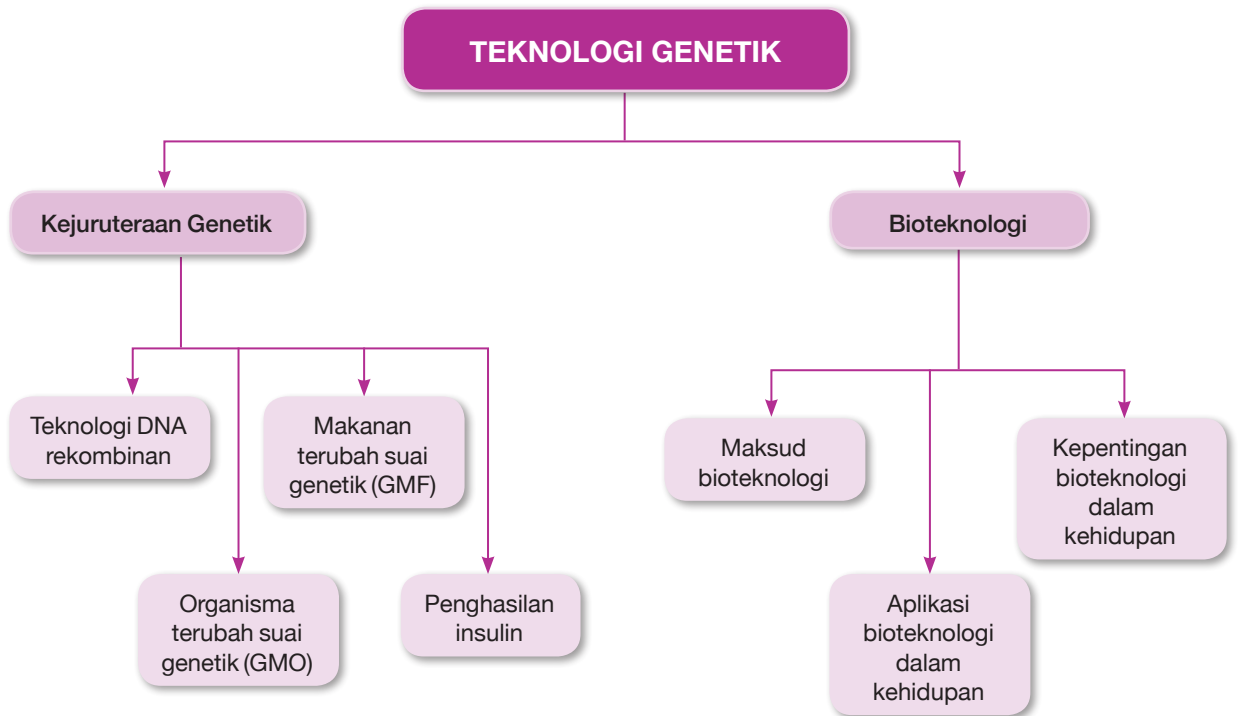 TEKNOLOGI GENETIK
Kejuruteraan Genetik
Bioteknologi
Teknologi DNA
rekombinan
Makanan
terubah suai
genetik (GMF)
Organisma
terubah suai
genetik (GMO)
Penghasilan
insulin
Maksud
bioteknologi
Kepentingan
bioteknologi
dalam
kehidupan
Aplikasi
bioteknologi
dalam
kehidupan